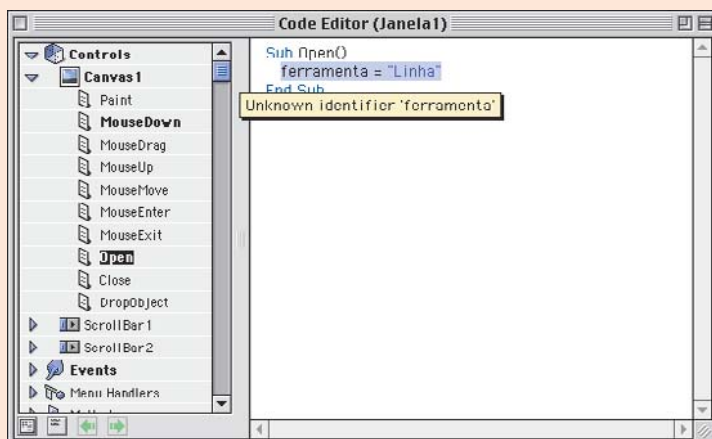 Code Editor (Janela1)
Controls
Canvas1
Paint
MouseDown
MouseDrag
MouseUp
MouseMove
MouseEnter
MouseExit
Open
Close
DropObject
ScrollBar1
ScrollBar2
Events
Menu Handlers
Sub Open()
ferramenta = "Linha"
End Sub
Unknown identifier 'ferramenta'